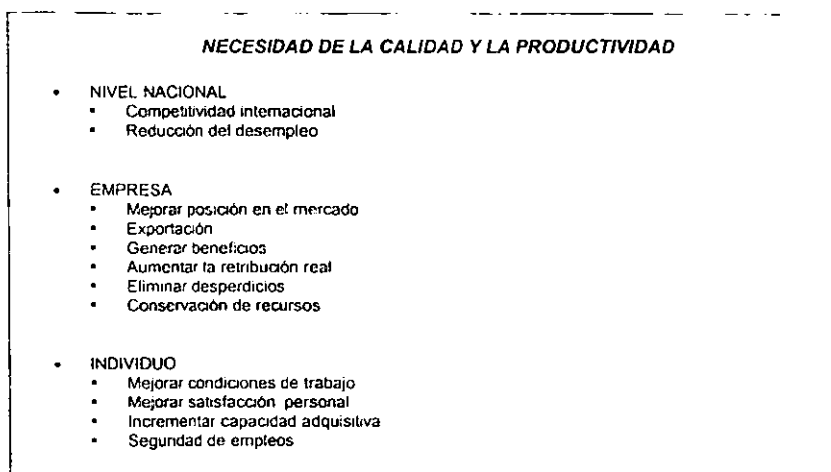 NECESIDAD DE LA CALIDAD Y LA PRODUCTIVIDAD
• NIVEL NACIONAL
▪ Competitividad internacional
▪ Reducción del desempleo
• EMPRESA
▪ Mejorar posición en el mercado
▪ Exportación
▪ Generar beneficios
▪ Aumentar la retribución real
▪ Eliminar desperdicios
▪ Conservación de recursos
• INDIVIDUO
▪ Mejorar condiciones de trabajo
▪ Mejorar satisfacción personal
▪ Incrementar capacidad adquisitiva
▪ Seguridad de empleos